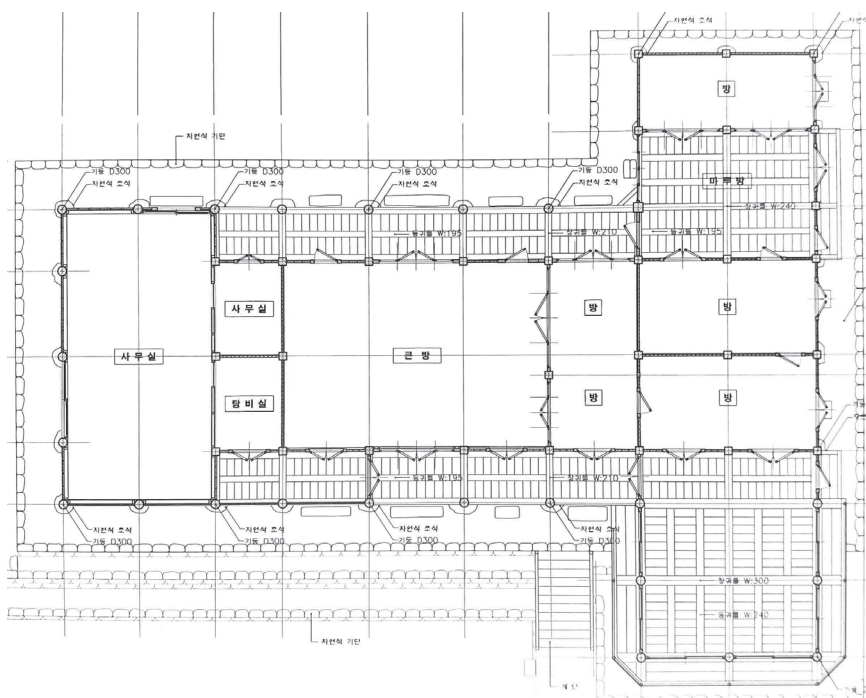 자연석 초석
방
자연석 기단
기둥 D300
자연석 초석
기둥 D300
자연석 초석
기둥 D300
자연석 초석
기둥 D300
자연석 초석
마루방
장귀틀 W:240
동귀틀 W:195
장귀틀 W:210
동귀틀 W:195
사무실
방
방
사무실
큰 방
탕비실
방
방
동귀틀 W:195
장귀틀 W:210
자연석 초석
기둥 D300
자연석 초석
기둥 D300
자연석 초석
기둥 D300
자연석 초석
기둥 D300
장귀틀 W:300
동귀틀 W:240
자연석 기단
계단